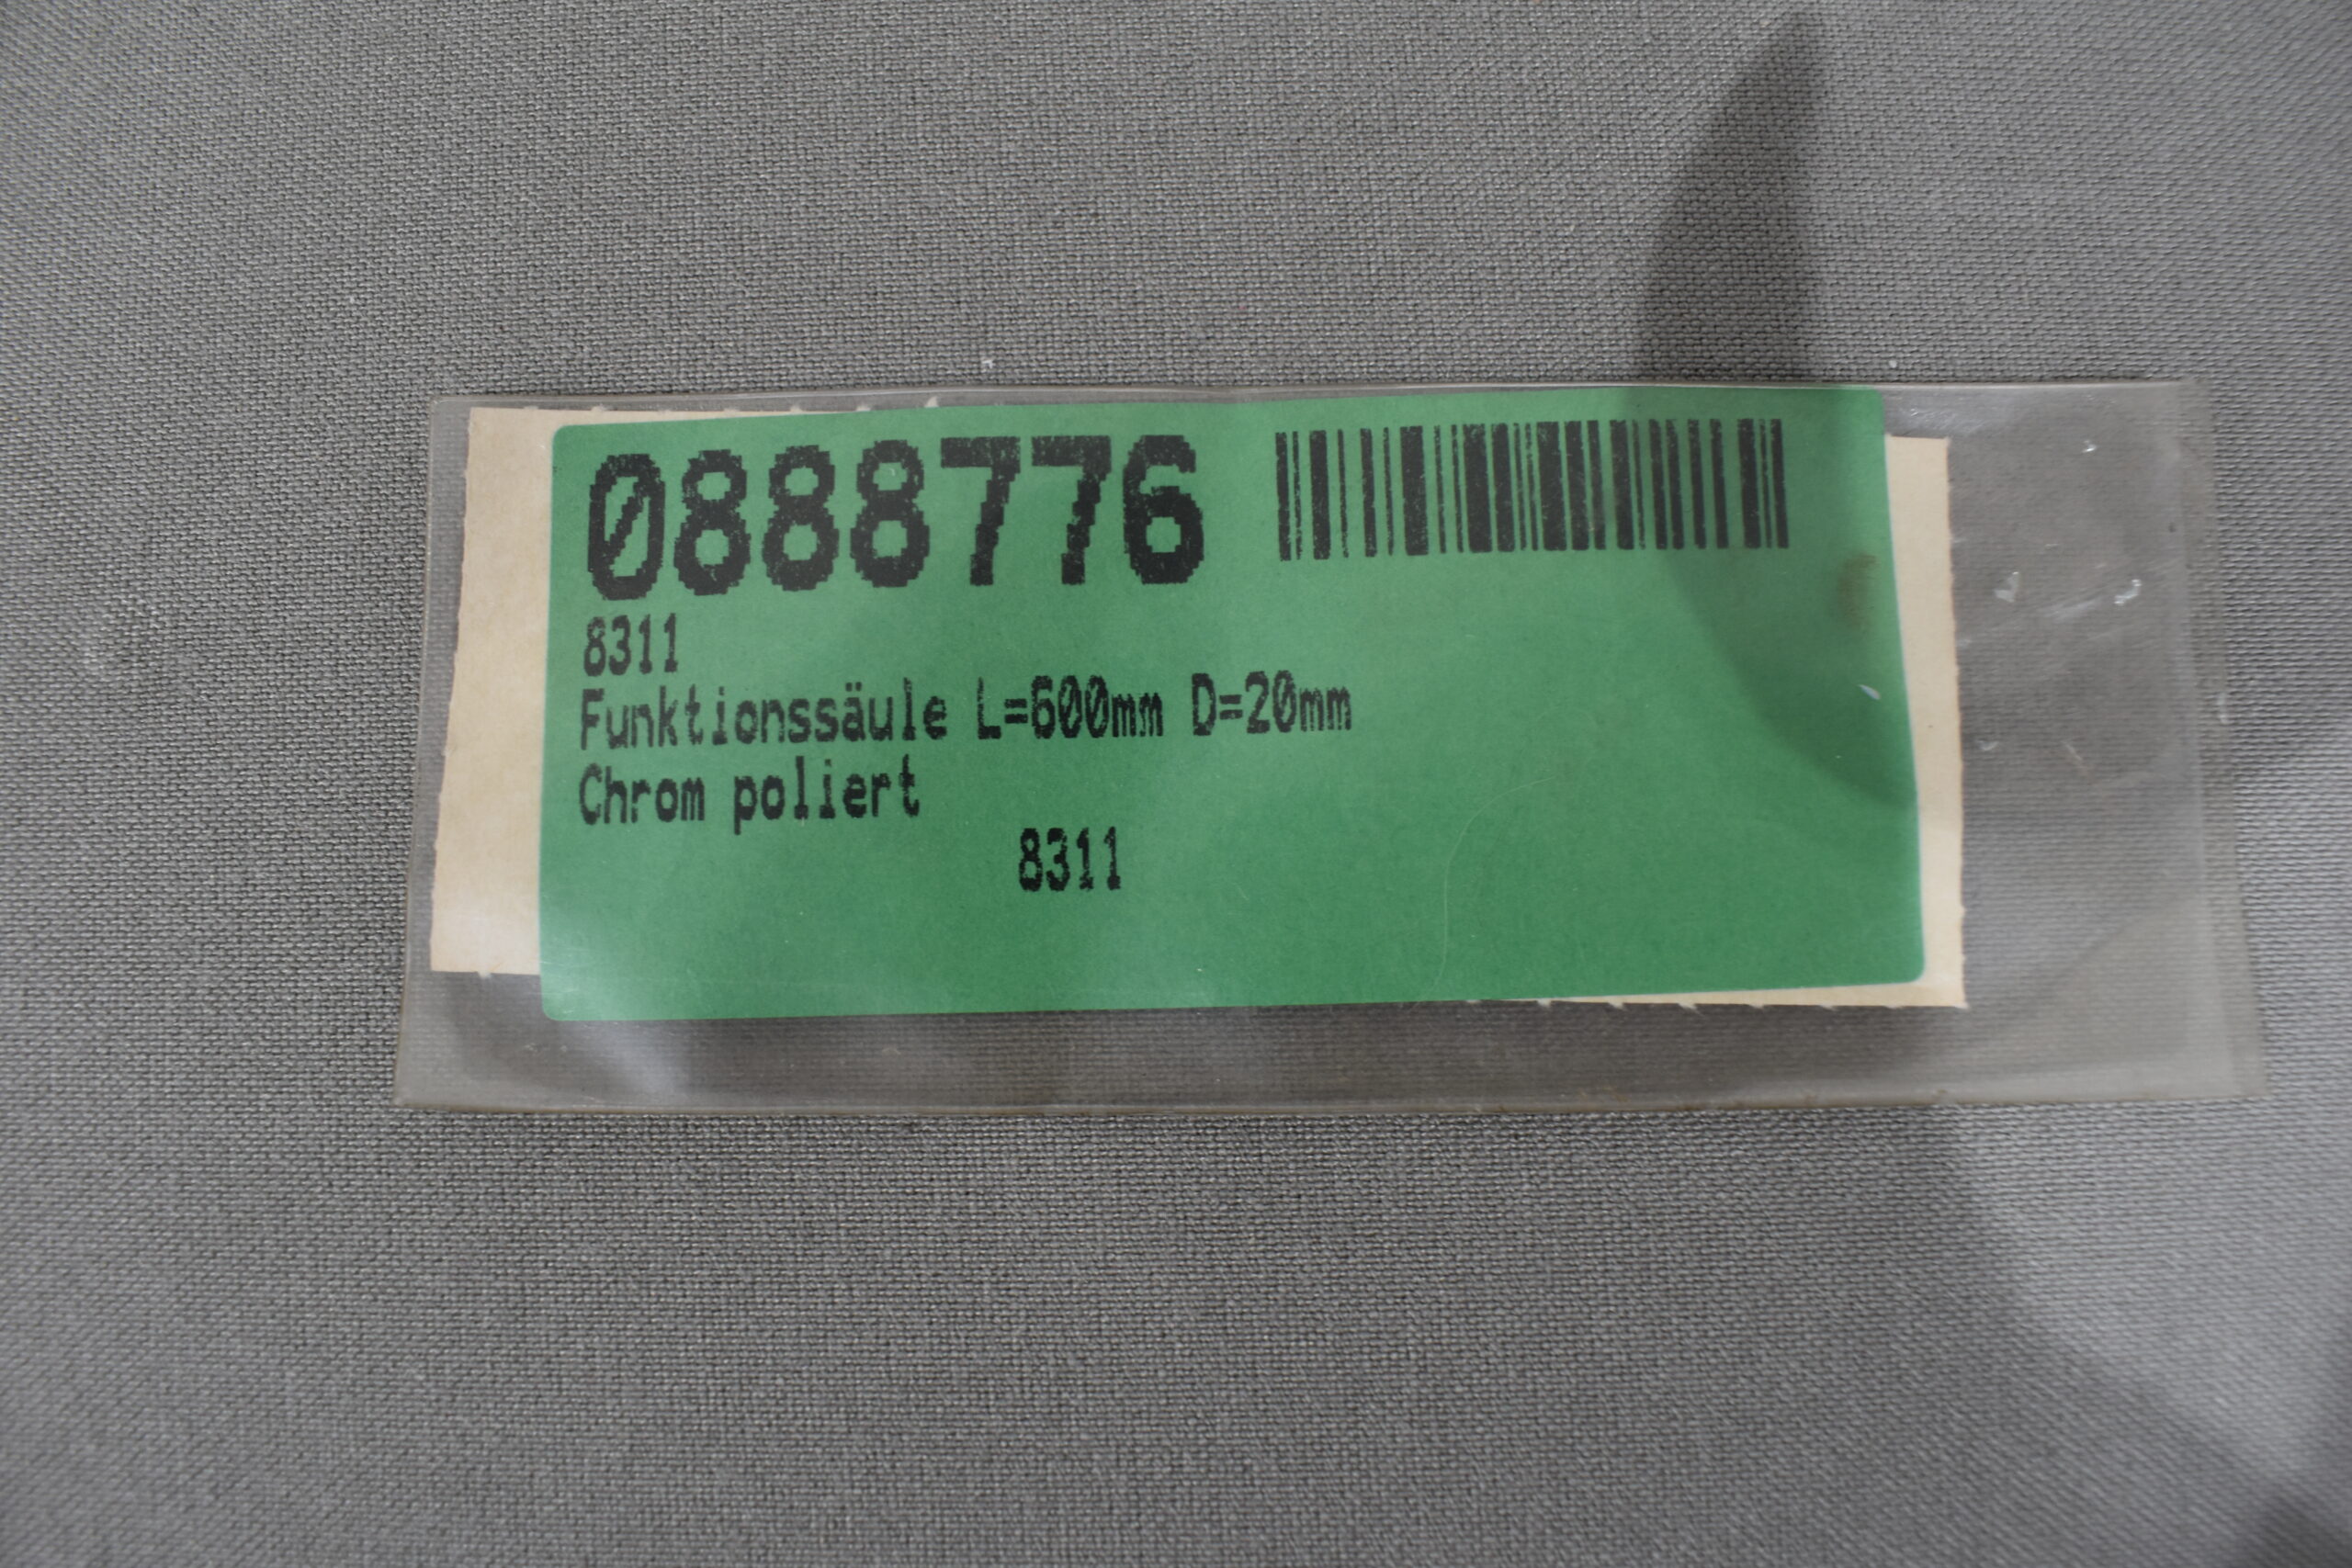 0888776
8311
Funktionssäule L=600mm D=20mm
Chrom poliert
8311